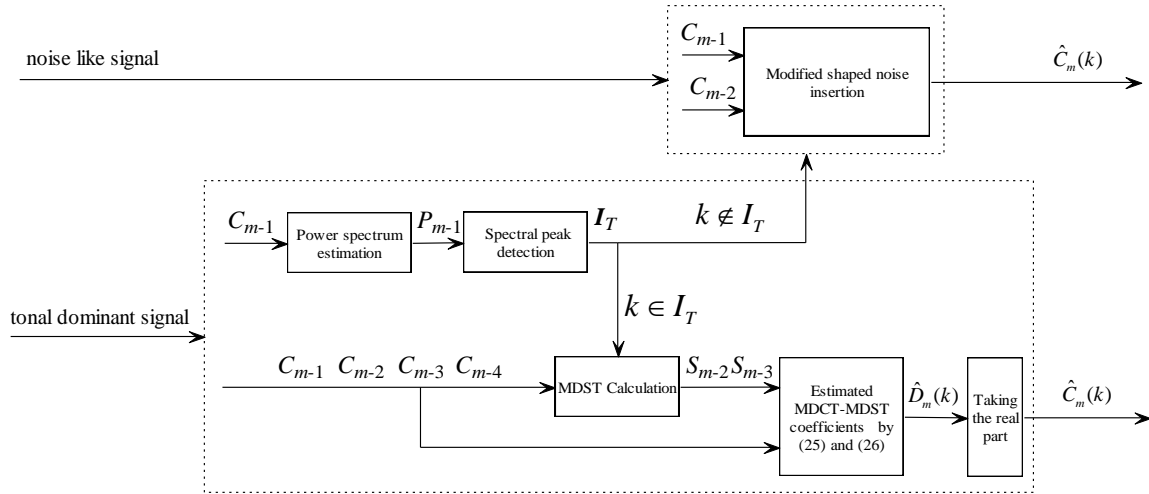 noise like signal
C_{m-1}
C_{m-2}
Modified shaped noise
insertion
Ĉ_m(k)
C_{m-1}
Power spectrum
estimation
P_{m-1}
Spectral peak
detection
I_T
k ∉ I_T
k ∈ I_T
tonal dominant signal
C_{m-1} C_{m-2} C_{m-3} C_{m-4}
MDST Calculation
S_{m-2} S_{m-3}
Estimated
MDCT-MDST
coefficients by
(25) and (26)
D̂_m(k)
Taking
the real
part
Ĉ_m(k)